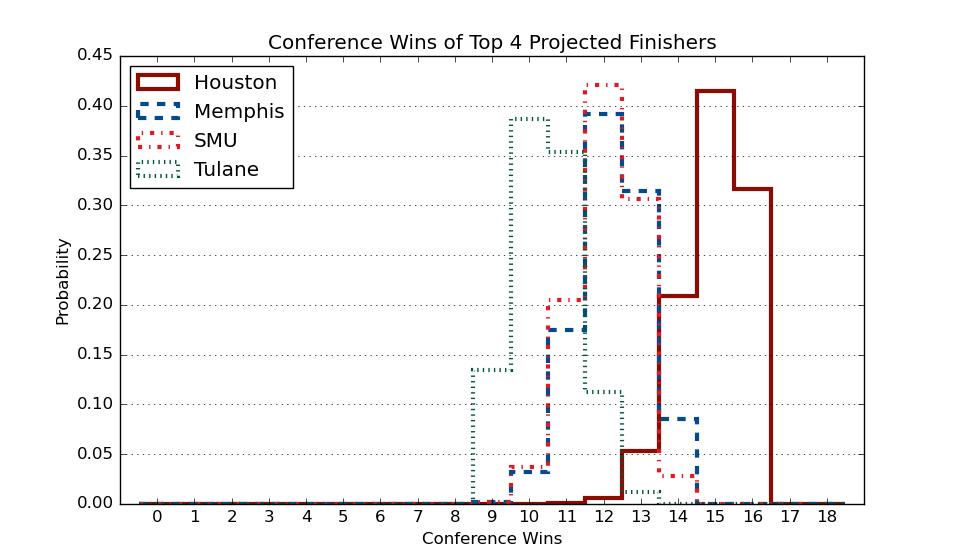 Conference Wins of Top 4 Projected Finishers
0.45
0.40
0.35
0.30
0.25
0.20
0.15
0.10
0.05
0.00
Probability
Houston
Memphis
SMU
Tulane
0 1 2 3 4 5 6 7 8 9 10 11 12 13 14 15 16 17 18
Conference Wins